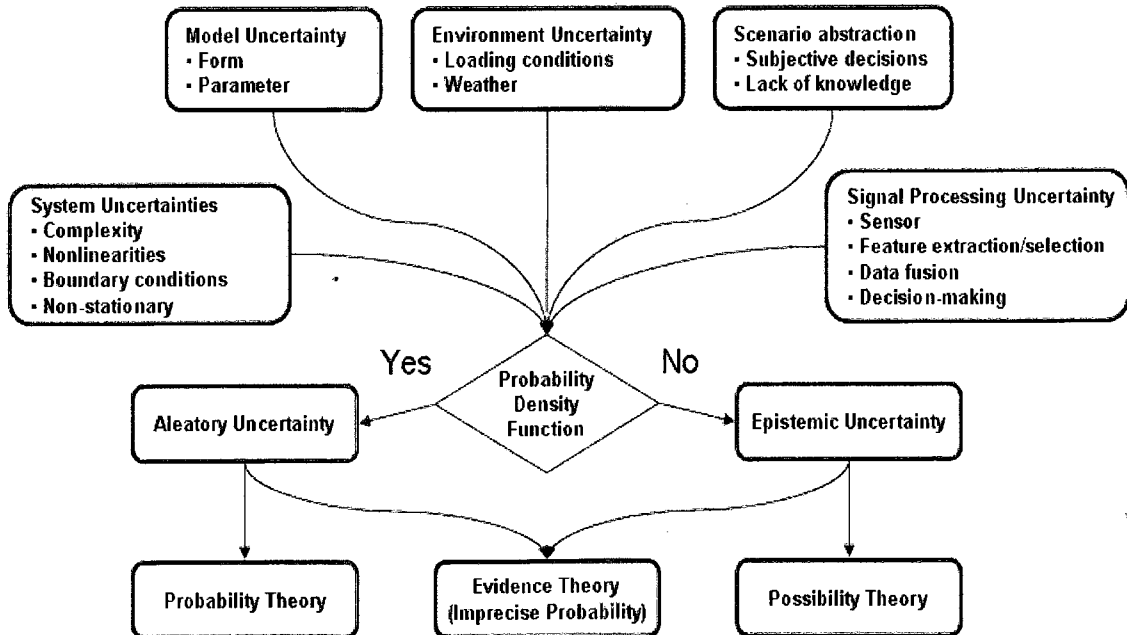 Model Uncertainty
▪ Form
▪ Parameter
Environment Uncertainty
▪ Loading conditions
▪ Weather
Scenario abstraction
▪ Subjective decisions
▪ Lack of knowledge
System Uncertainties
▪ Complexity
▪ Nonlinearities
▪ Boundary conditions
▪ Non-stationary
Signal Processing Uncertainty
▪ Sensor
▪ Feature extraction/selection
▪ Data fusion
▪ Decision-making
Yes
No
Probability
Density
Function
Aleatory Uncertainty
Epistemic Uncertainty
Probability Theory
Evidence Theory
(Imprecise Probability)
Possibility Theory